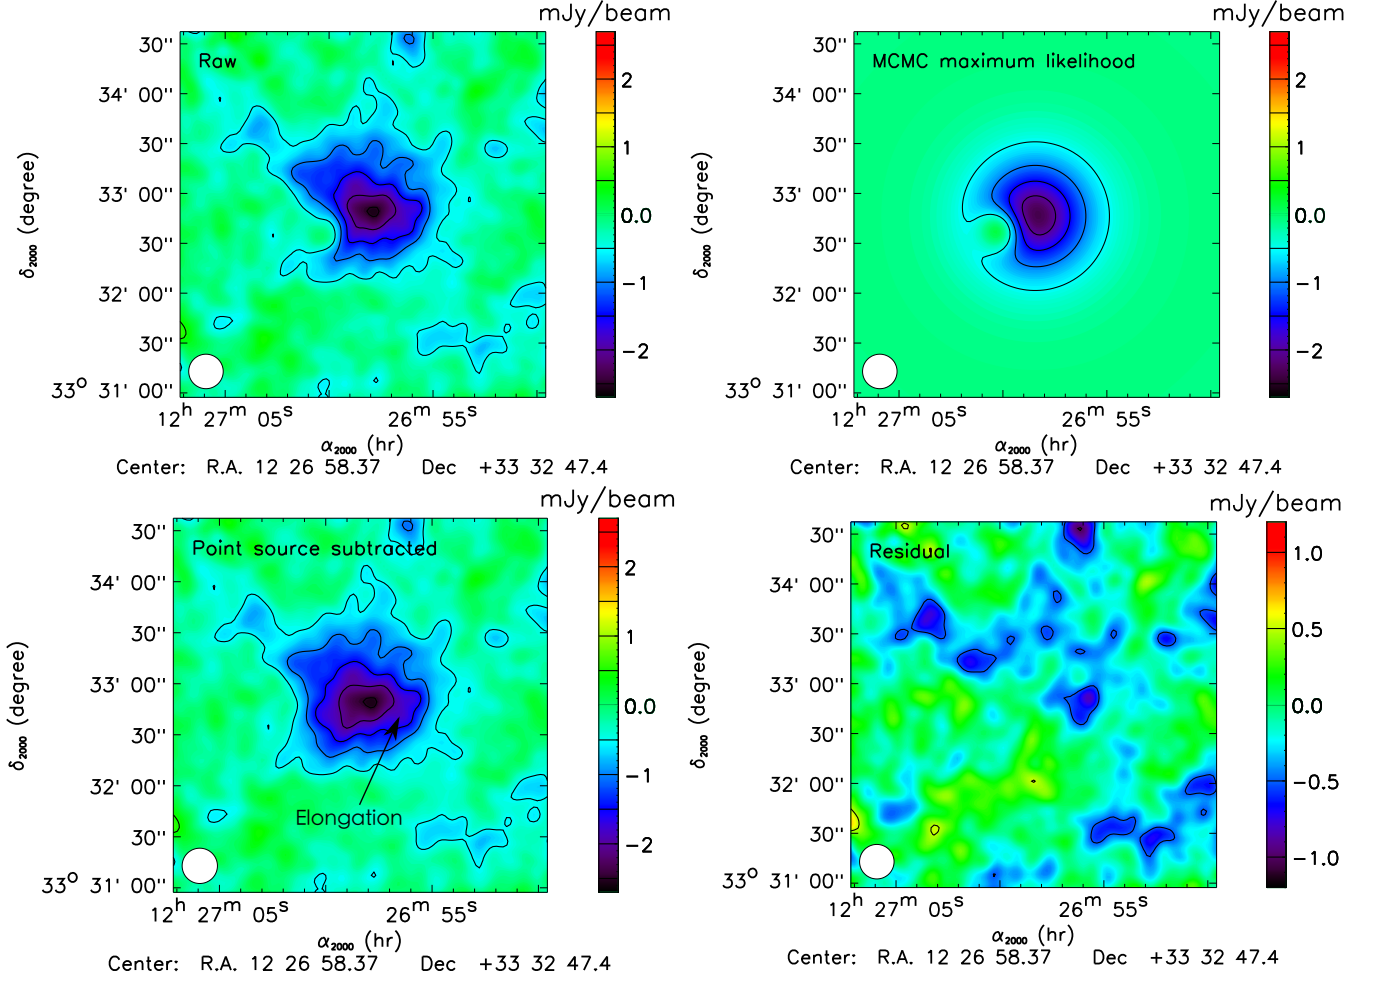 mJy/beam
Raw
30''
34' 00''
30''
33' 00''
30''
32' 00''
30''
33° 31' 00''
2
1
0.0
−1
−2
12h 27m 05s 26m 55s
α2000 (hr)
δ2000 (degree)
Center: R.A. 12 26 58.37 Dec +33 32 47.4
mJy/beam
MCMC maximum likelihood
30''
34' 00''
30''
33' 00''
30''
32' 00''
30''
33° 31' 00''
2
1
0.0
−1
−2
12h 27m 05s 26m 55s
α2000 (hr)
δ2000 (degree)
Center: R.A. 12 26 58.37 Dec +33 32 47.4
mJy/beam
Point source subtracted
Elongation
30''
34' 00''
30''
33' 00''
30''
32' 00''
30''
33° 31' 00''
2
1
0.0
−1
−2
12h 27m 05s 26m 55s
α2000 (hr)
δ2000 (degree)
Center: R.A. 12 26 58.37 Dec +33 32 47.4
mJy/beam
Residual
30''
34' 00''
30''
33' 00''
30''
32' 00''
30''
33° 31' 00''
1.0
0.5
0.0
−0.5
−1.0
12h 27m 05s 26m 55s
α2000 (hr)
δ2000 (degree)
Center: R.A. 12 26 58.37 Dec +33 32 47.4